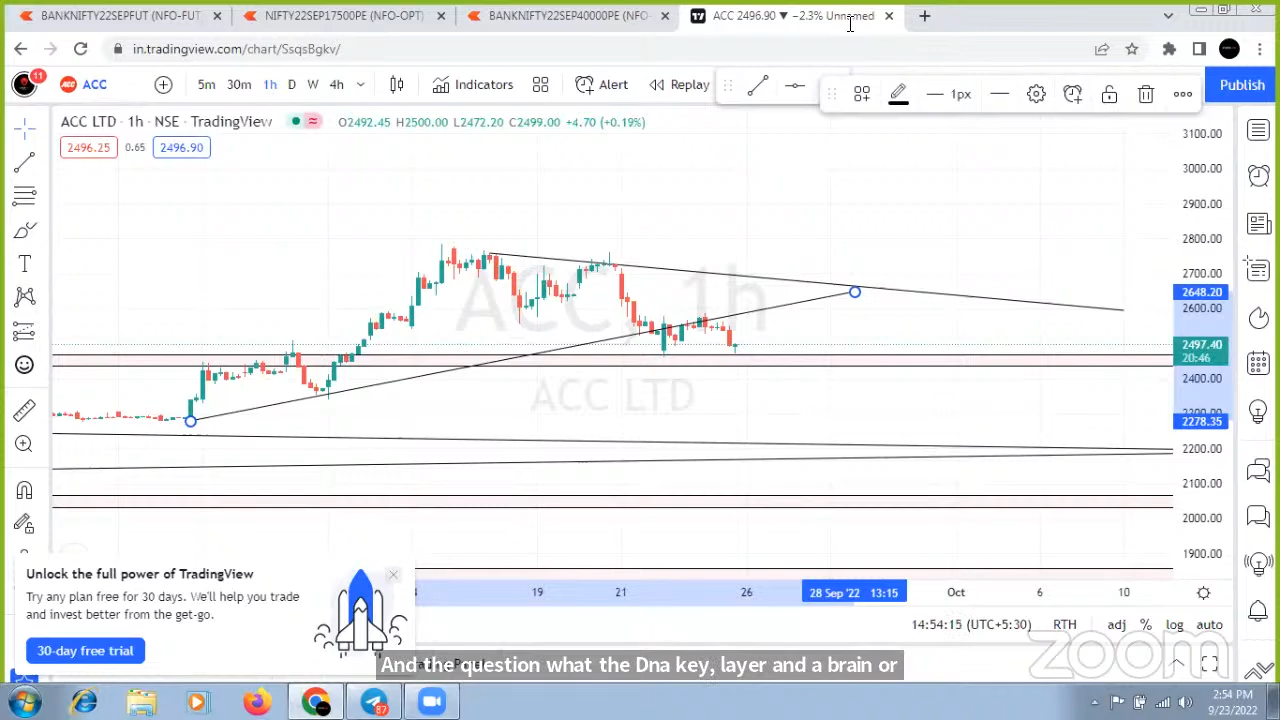 BANKNIFTY22SEPFUT (NFO-FUT
NIFTY22SEP17500PE (NFO-OPT)
BANKNIFTY22SEP40000PE (NFO-
ACC 2496.90 ▼ −2.3% Unnamed
in.tradingview.com/chart/SsqsBgkv/
11
ACC
5m 30m 1h D W 4h
Indicators
Alert
Replay
1px
Publish
ACC LTD · 1h · NSE · TradingView
O2492.45 H2500.00 L2472.20 C2499.00 +4.70 (+0.19%)
2496.25 0.65 2496.90
3100.00
3000.00
2900.00
2800.00
2700.00
2648.20
2600.00
2497.40
20:46
2400.00
2300.00
2278.35
2200.00
2100.00
2000.00
1900.00
ACC, 1h
ACC LTD
Unlock the full power of TradingView
Try any plan free for 30 days. We'll help you trade
and invest better from the get-go.
30-day free trial
19 21 26 28 Sep '22 13:15 Oct 6 10
14:54:15 (UTC+5:30) RTH adj % log auto
zoom
And the question what the Dna key, layer and a brain or
87
2:54 PM
9/23/2022